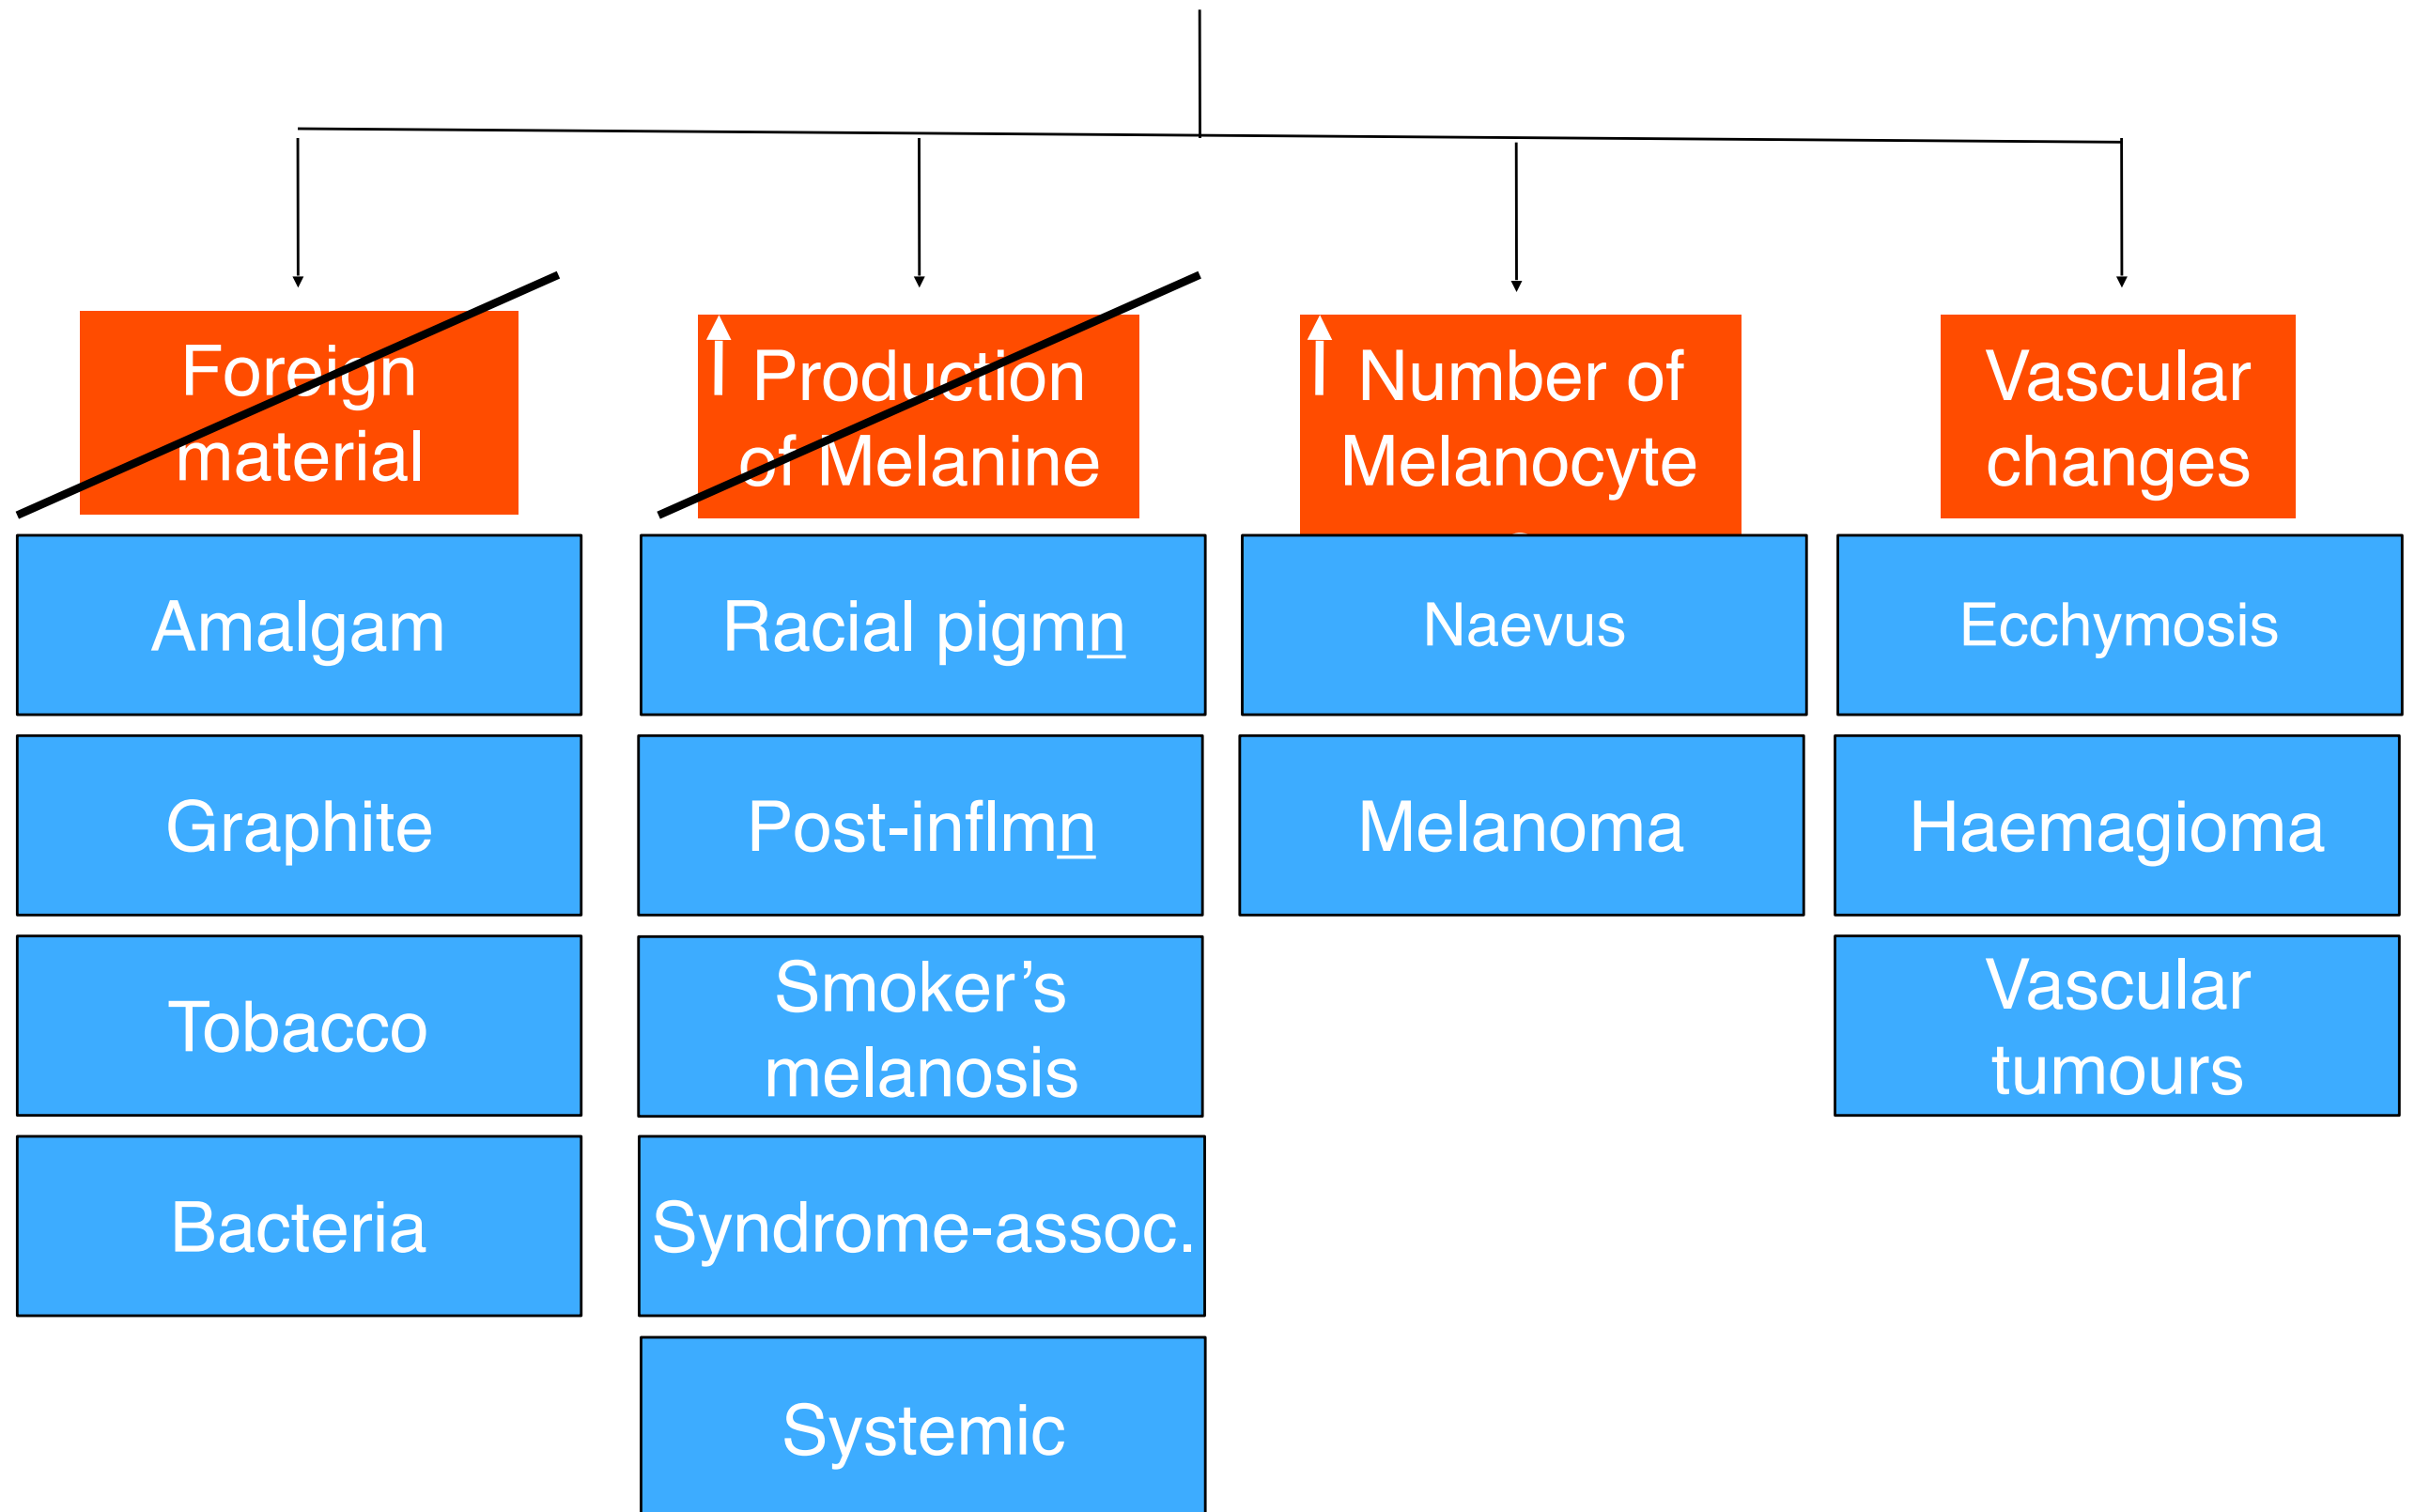 Foreign
material
Production
of Melanine
Number of
Melanocyte
Vascular
changes
Amalgam
Racial pigmn
Naevus
Ecchymosis
Graphite
Post-inflmn
Melanoma
Haemagioma
Tobacco
Smoker’s
melanosis
Vascular
tumours
Bacteria
Syndrome-assoc.
Systemic